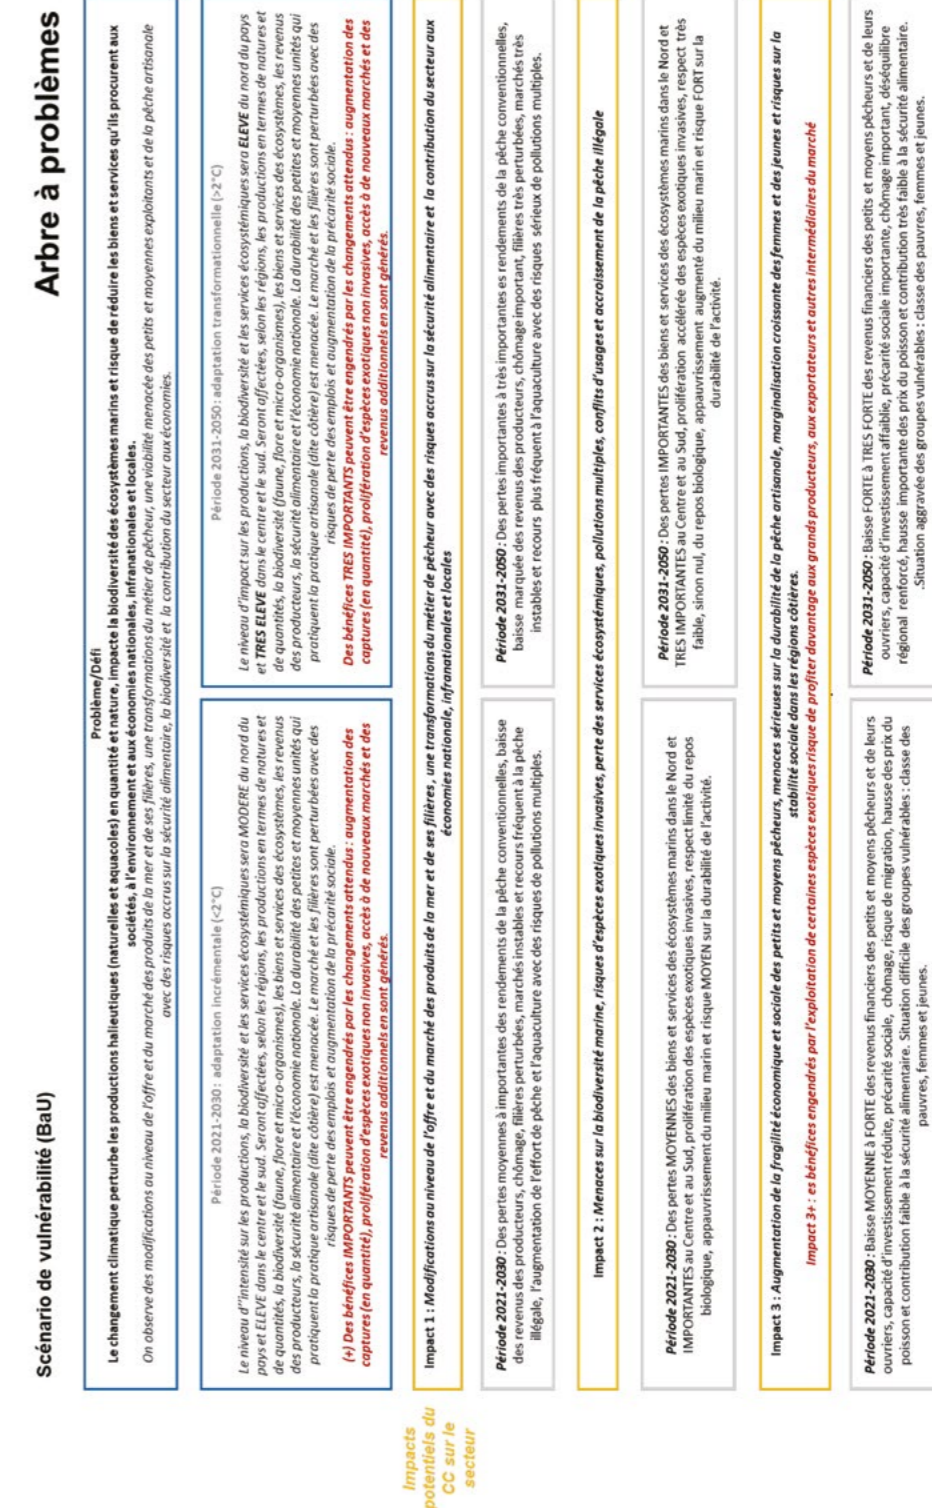 Scénario de vulnérabilité (BaU)
Arbre à problèmes
Problème/Défi
Le changement climatique perturbe les productions halieutiques (naturelles et aquacoles) en quantité et nature, impacte la biodiversité des écosystèmes marins et risque de réduire les biens et services qu'ils procurent aux
sociétés, à l'environnement et aux économies nationales, infranationales et locales.
On observe des modifications au niveau de l'offre et du marché des produits de la mer et de ses filières, une transformations du métier de pêcheur, une viabilité menacée des petits et moyennes exploitants et de la pêche artisanale
avec des risques accrus sur la sécurité alimentaire, la biodiversité et la contribution du secteur aux économies.
Période 2021-2030 : adaptation incrémentale (<2°C)
Le niveau d''intensité sur les productions, la biodiversité et les services écosystémiques sera MODERE du nord du
pays et ELEVE dans le centre et le sud. Seront affectées, selon les régions, les productions en termes de natures et
de quantités, la biodiversité (faune, flore et micro-organismes), les biens et services des écosystèmes, les revenus
des producteurs, la sécurité alimentaire et l'économie nationale. La durabilité des petites et moyennes unités qui
pratiquent la pratique artisanale (dite côtière) est menacée. Le marché et les filières sont perturbées avec des
risques de perte des emplois et augmentation de la précarité sociale.
(+) Des bénéfices IMPORTANTS peuvent être engendrés par les changements attendus : augmentation des
captures (en quantité), prolifération d'espèces exotiques non invasives, accès à de nouveaux marchés et des
revenus additionnels en sont générés.
Période 2031-2050 : adaptation transformationnelle (>2°C)
Le niveau d'impact sur les productions, la biodiversité et les services écosystémiques sera ELEVE du nord du pays
et TRES ELEVE dans le centre et le sud. Seront affectées, selon les régions, les productions en termes de natures et
de quantités, la biodiversité (faune, flore et micro-organismes), les biens et services des écosystèmes, les revenus
des producteurs, la sécurité alimentaire et l'économie nationale. La durabilité des petites et moyennes unités qui
pratiquent la pratique artisanale (dite côtière) est menacée. Le marché et les filières sont perturbées avec des
risques de perte des emplois et augmentation de la précarité sociale.
Des bénéfices TRES IMPORTANTS peuvent être engendrés par les changements attendus : augmentation des
captures (en quantité), prolifération d'espèces exotiques non invasives, accès à de nouveaux marchés et des
revenus additionnels en sont générés.
Impacts
potentiels du
CC sur le
secteur
Impact 1 : Modifications au niveau de l'offre et du marché des produits de la mer et de ses filières, une transformations du métier de pêcheur avec des risques accrus sur la sécurité alimentaire et la contribution du secteur aux
économies nationale, infranationales et locales
Période 2021-2030 : Des pertes moyennes à importantes des rendements de la pêche conventionnelles, baisse
des revenus des producteurs, chômage, filières perturbées, marchés instables et recours fréquent à la pêche
illégale, l'augmentation de l'effort de pêche et l'aquaculture avec des risques de pollutions multiples.
Période 2031-2050 : Des pertes importantes à très importantes es rendements de la pêche conventionnelles,
baisse marquée des revenus des producteurs, chômage important, filières très perturbées, marchés très
instables et recours plus fréquent à l'aquaculture avec des risques sérieux de pollutions multiples.
Impact 2 : Menaces sur la biodiversité marine, risques d'espèces exotiques invasives, perte des services écosystémiques, pollutions multiples, conflits d'usages et accroissement de la pêche illégale
Période 2021-2030 : Des pertes MOYENNES des biens et services des écosystèmes marins dans le Nord et
IMPORTANTES au Centre et au Sud, prolifération des espèces exotiques invasives, respect limité du repos
biologique, appauvrissement du milieu marin et risque MOYEN sur la durabilité de l'activité.
Période 2031-2050 : Des pertes IMPORTANTES des biens et services des écosystèmes marins dans le Nord et
TRES IMPORTANTES au Centre et au Sud, prolifération accélérée des espèces exotiques invasives, respect très
faible, sinon nul, du repos biologique, appauvrissement augmenté du milieu marin et risque FORT sur la
durabilité de l'activité.
Impact 3 : Augmentation de la fragilité économique et sociale des petits et moyens pêcheurs, menaces sérieuses sur la durabilité de la pêche artisanale, marginalisation croissante des femmes et des jeunes et risques sur la
stabilité sociale dans les régions côtières.
Impact 3+ : es bénéfices engendrés par l'exploitation de certaines espèces exotiques risque de profiter davantage aux grands producteurs, aux exportateurs et autres intermédiaires du marché
Période 2021-2030 : Baisse MOYENNE à FORTE des revenus financiers des petits et moyens pêcheurs et de leurs
ouvriers, capacité d'investissement réduite, précarité sociale, chômage, risque de migration, hausse des prix du
poisson et contribution faible à la sécurité alimentaire. Situation difficile des groupes vulnérables : classe des
pauvres, femmes et jeunes.
Période 2031-2050 : Baisse FORTE à TRES FORTE des revenus financiers des petits et moyens pêcheurs et de leurs
ouvriers, capacité d'investissement affaiblie, précarité sociale importante, chômage important, déséquilibre
régional renforcé, hausse importante des prix du poisson et contribution très faible à la sécurité alimentaire.
.Situation aggravée des groupes vulnérables : classe des pauvres, femmes et jeunes.